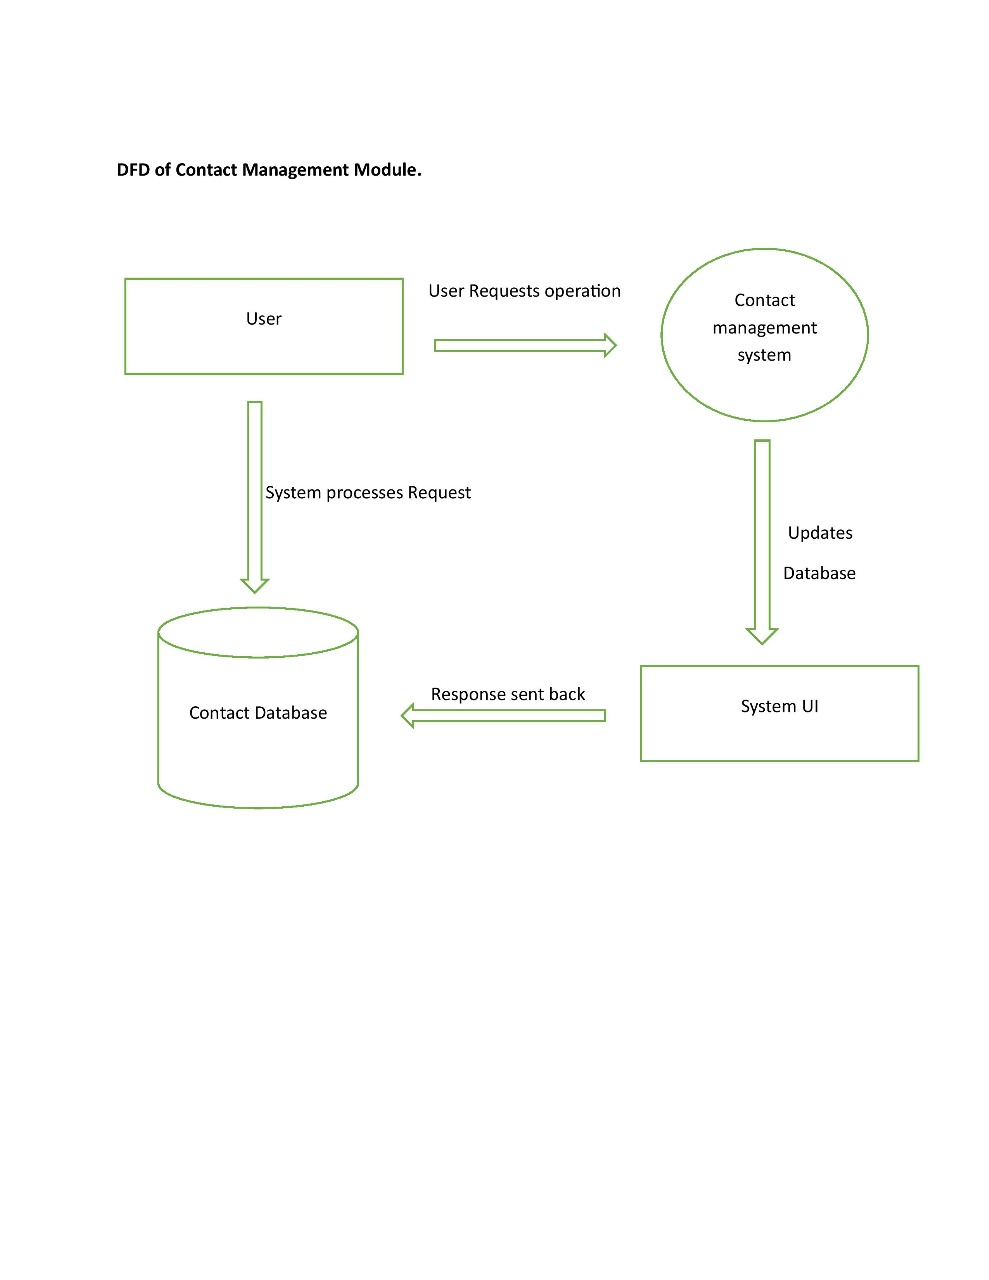 DFD of Contact Management Module.
User
User Requests operation
Contact
management
system
System processes Request
Updates
Database
Contact Database
Response sent back
System UI